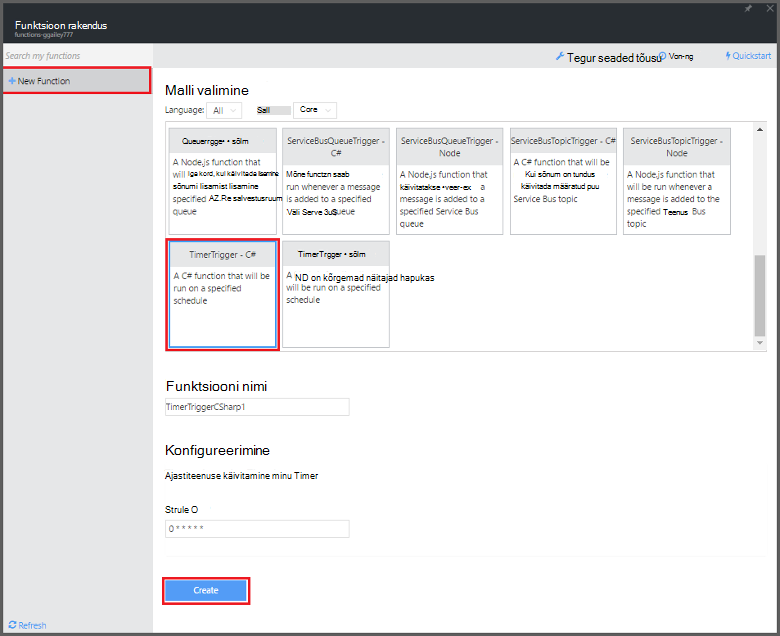 Funktsioon rakendus
functions-ggailey777
Search my functions
Tegur seaded tõusu Von-ng Quickstart
New Function
Malli valimine
Language: All Sall Core
Queuerrgge• • sõlm
A Node.js function that
will Iga kord, kui käivitada lisamine
sõnumi lisamist lisamine
specified AZ.Re salvestusruum
queue
ServiceBusQueueTrigger -
C#
Mõne functzn saab
run whenever a message
is added to a specified
Väli Serve 3u$ueue
ServiceBusQueueTrigger -
Node
A Node.js function that
käivitatakse •veer-ex a
message is added to a
specified Service Bus
queue
ServiceBusTopicTrigger - C#
A C# function that will be
Kui sõnum on tundus
käivitada määratud puu
Service Bus topic
ServiceBusTopicTrigger -
Node
A Node.js function that
will be run whenever a
message is added to the
specified Teenus Bus
topic
TimerTrigger - C#
A C# function that will be
run on a specified
schedule
TimerTrgger • sõlm
A ND on kõrgemad näitajad hapukas
will be run on a specified
schedule
Funktsiooni nimi
TimerTriggerCSharp1
Konfigureerimine
Ajastiteenuse käivitamine minu Timer
Strule O
0 * * * * *
Create
Refresh